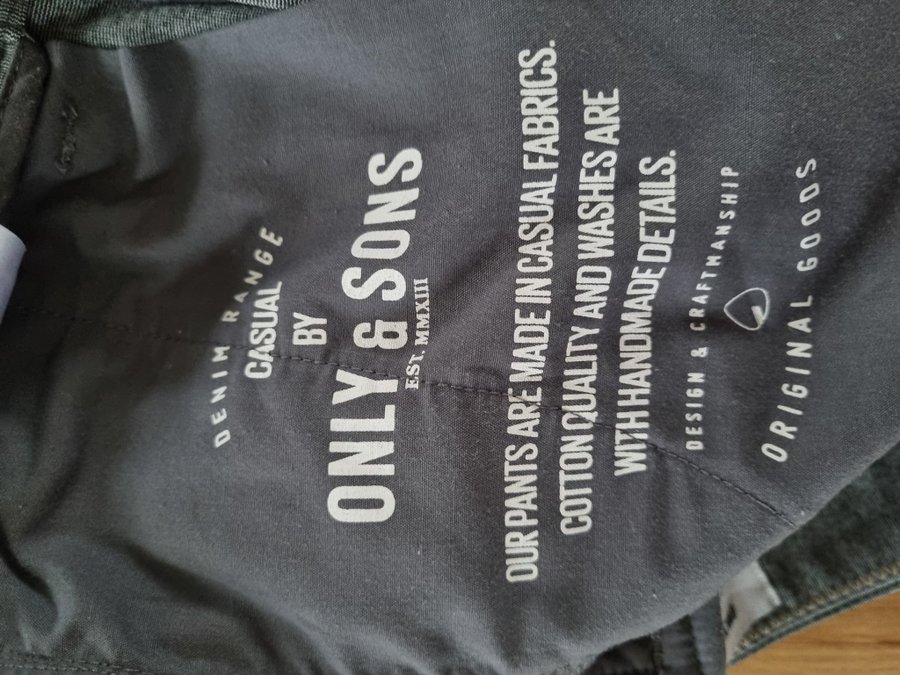 DENIM RANGE
CASUAL
BY
ONLY & SONS
EST. MMXIII
OUR PANTS ARE MADE IN CASUAL FABRICS.
COTTON QUALITY AND WASHES ARE
WITH HANDMADE DETAILS.
DESIGN & CRAFTMANSHIP
ORIGINAL GOODS